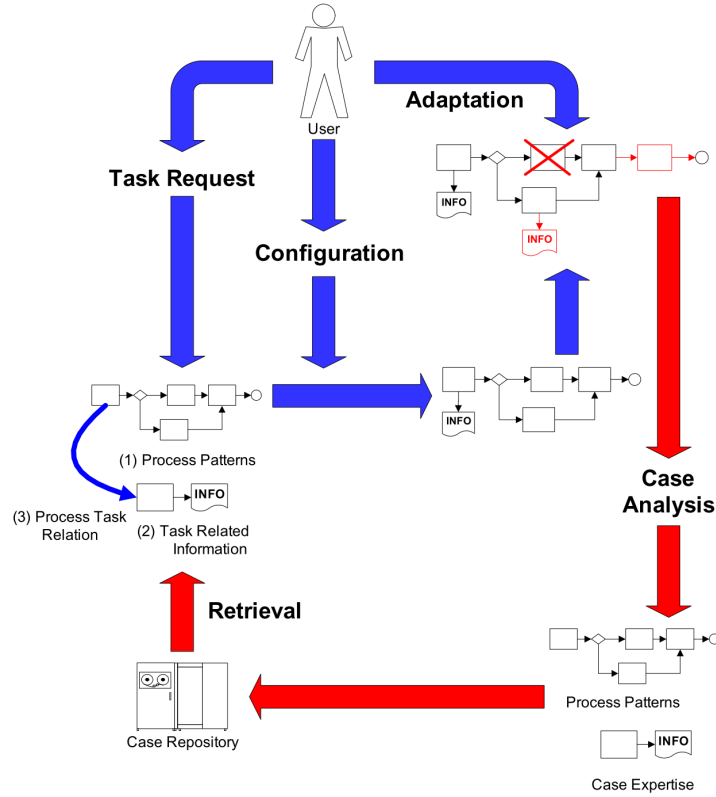 User
Adaptation
Task Request
INFO
INFO
Configuration
INFO
(1) Process Patterns
INFO
(3) Process Task
Relation
(2) Task Related
Information
Case
Analysis
Retrieval
Process Patterns
Case Repository
INFO
Case Expertise